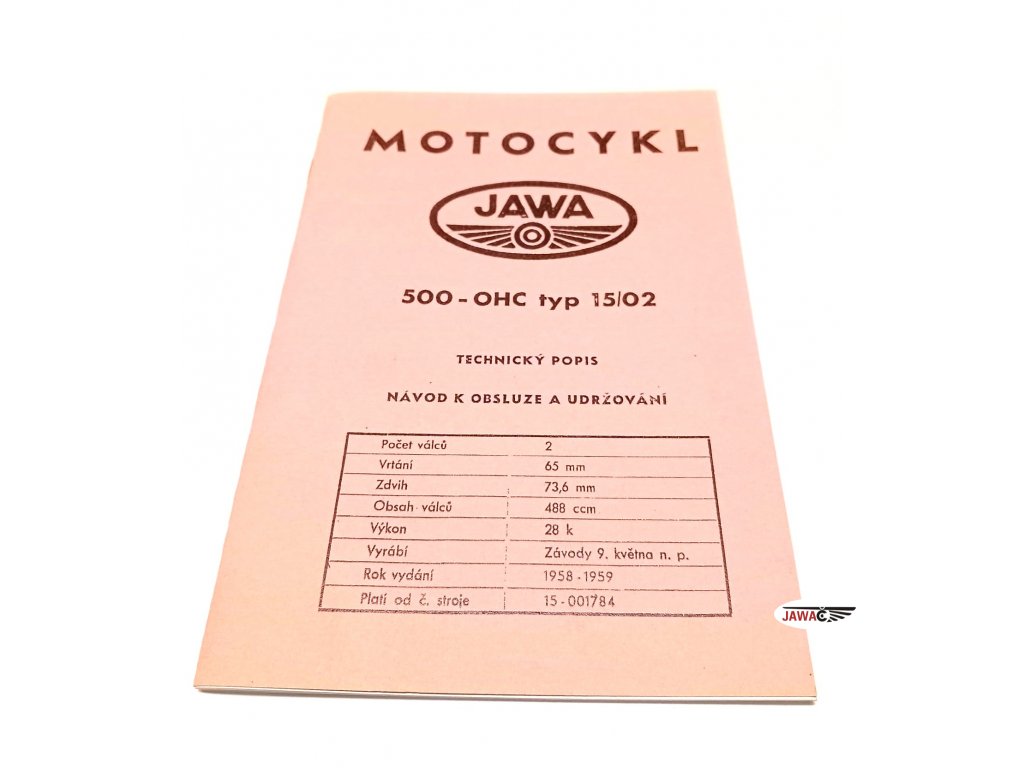 MOTOCYKL
JAWA
500-OHC typ 15/02
TECHNICKÝ POPIS
NÁVOD K OBSLUZE A UDRŽOVÁNÍ
Počet válců 2
Vrtání 65 mm
Zdvih 73,6 mm
Obsah válců 488 ccm
Výkon 28 k
Vyrábí Závody 9. května n. p.
Rok vydání 1958-1959
Platí od č. stroje 15-001784
JAWA